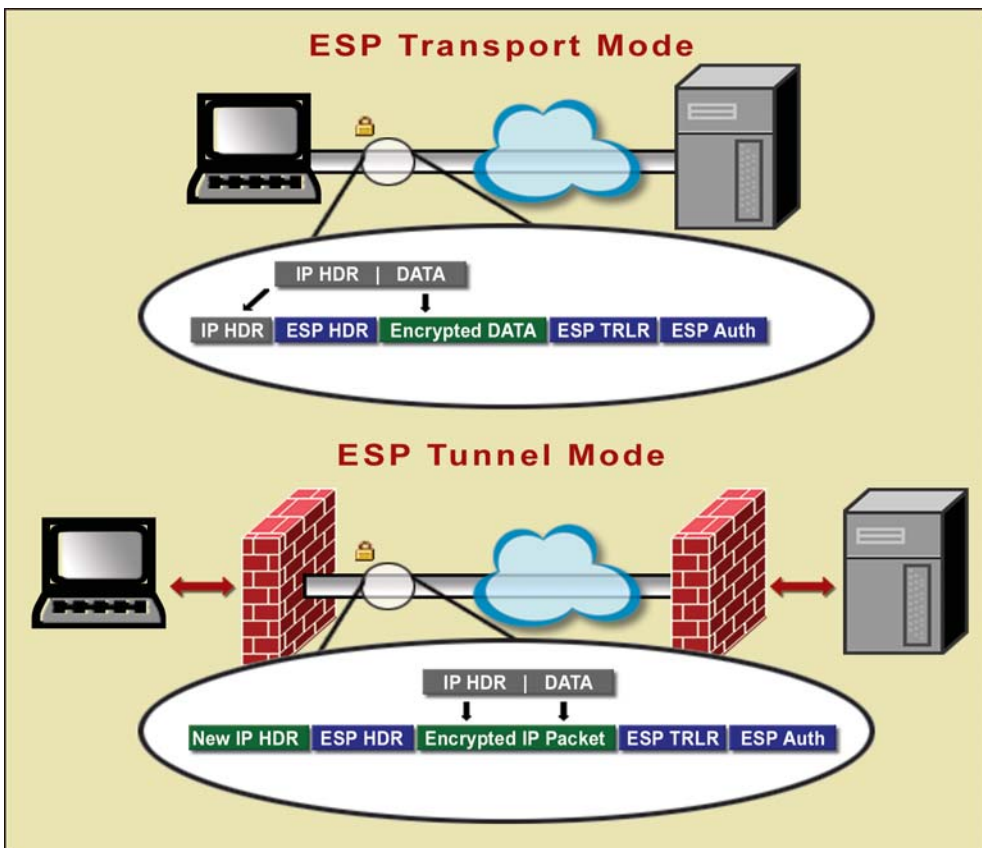 ESP Transport Mode
IP HDR | DATA
IP HDR ESP HDR Encrypted DATA ESP TRLR ESP Auth
ESP Tunnel Mode
IP HDR | DATA
New IP HDR ESP HDR Encrypted IP Packet ESP TRLR ESP Auth